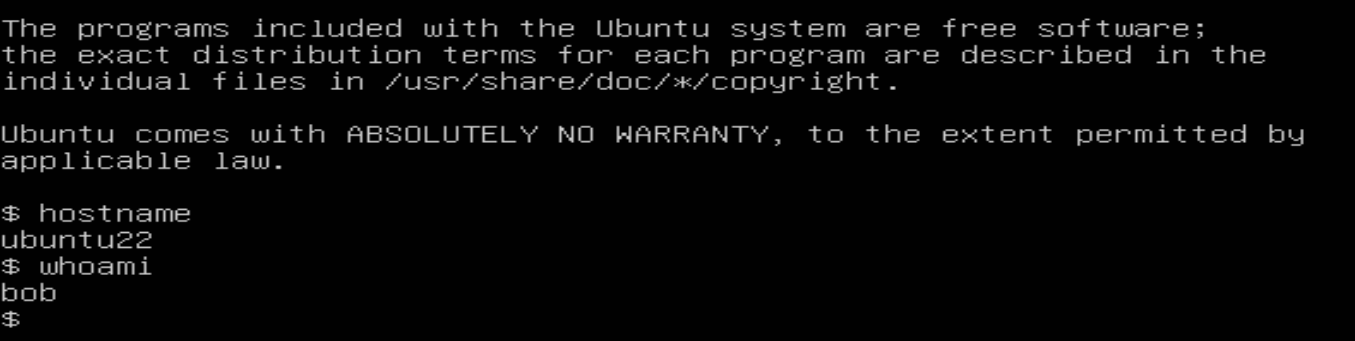 The programs included with the Ubuntu system are free software;
the exact distribution terms for each program are described in the
individual files in /usr/share/doc/*/copyright.
Ubuntu comes with ABSOLUTELY NO WARRANTY, to the extent permitted by
applicable law.
$ hostname
ubuntu22
$ whoami
bob
$